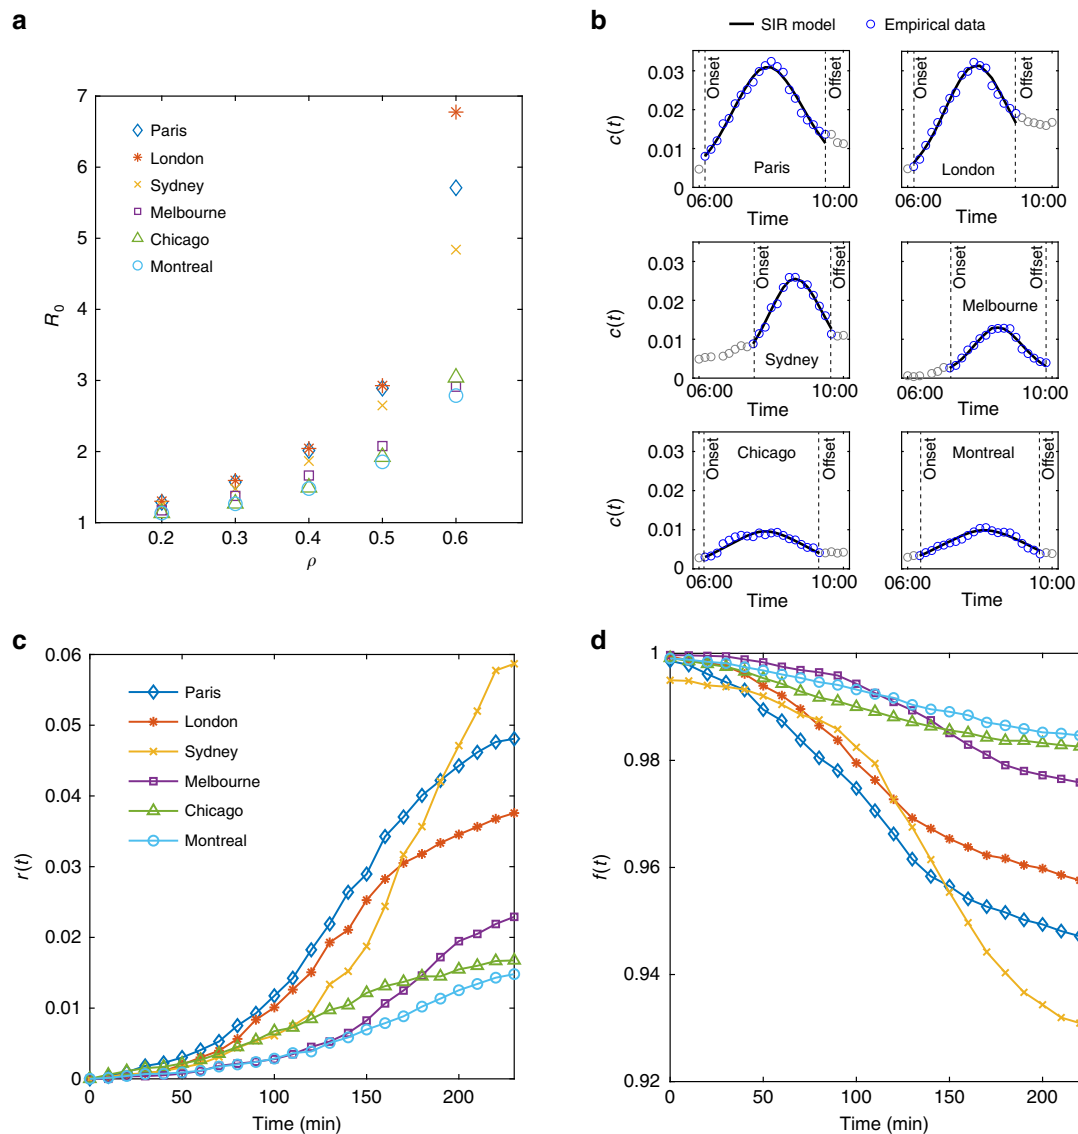 a
7
6
5
4
3
2
1
R0
Paris
London
Sydney
Melbourne
Chicago
Montreal
0.2 0.3 0.4 0.5 0.6
ρ
b
SIR model Empirical data
0.03
0.02
0.01
0
c(t)
Onset
Offset
Paris
06:00 10:00
Time
Onset
Offset
London
06:00 10:00
Time
0.03
0.02
0.01
0
c(t)
Onset
Offset
Sydney
06:00 10:00
Time
Onset
Offset
Melbourne
06:00 10:00
Time
0.03
0.02
0.01
0
c(t)
Onset
Offset
Chicago
06:00 10:00
Time
Onset
Offset
Montreal
06:00 10:00
Time
c
0.06
0.05
0.04
0.03
0.02
0.01
0
r(t)
Paris
London
Sydney
Melbourne
Chicago
Montreal
0 50 100 150 200
Time (min)
d
1
0.98
0.96
0.94
0.92
f(t)
0 50 100 150 200
Time (min)